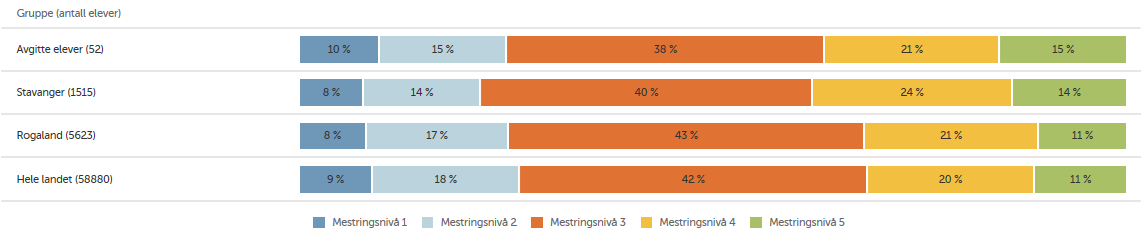 Gruppe (antall elever)
Avgitte elever (52) 10 % 15 % 38 % 21 % 15 %
Stavanger (1515) 8 % 14 % 40 % 24 % 14 %
Rogaland (5623) 8 % 17 % 43 % 21 % 11 %
Hele landet (58880) 9 % 18 % 42 % 20 % 11 %
Mestringsnivå 1 Mestringsnivå 2 Mestringsnivå 3 Mestringsnivå 4 Mestringsnivå 5